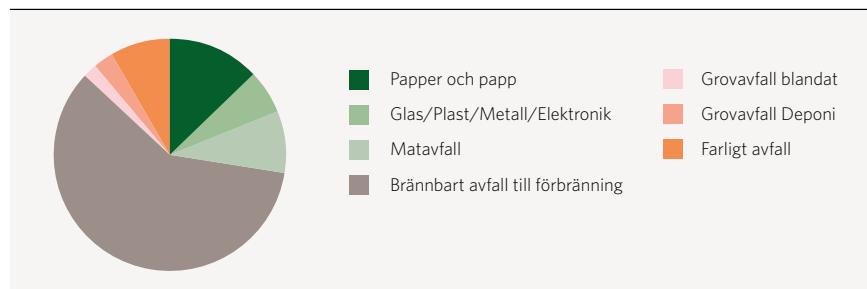 Papper och papp
Glas/Plast/Metall/Elektronik
Matavfall
Brännbart avfall till förbränning
Grovavfall blandat
Grovavfall Deponi
Farligt avfall